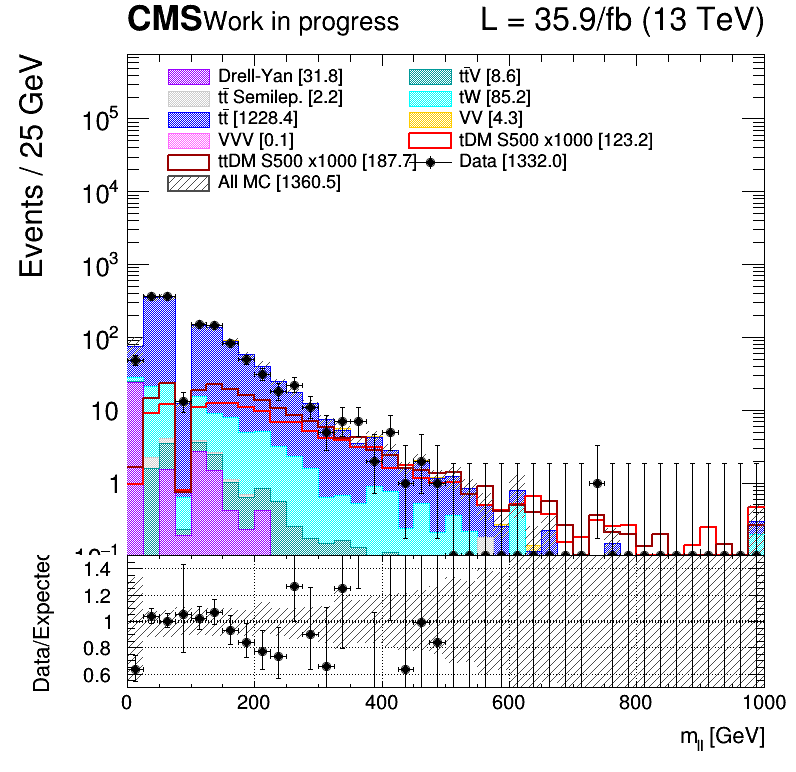 CMS Work in progress L = 35.9/fb (13 TeV)
Events / 25 GeV
Drell-Yan [31.8] tt̄V [8.6]
tt̄ Semilep. [2.2] tW [85.2]
tt̄ [1228.4] VV [4.3]
VVV [0.1] tDM S500 x1000 [123.2]
ttDM S500 x1000 [187.7] Data [1332.0]
All MC [1360.5]
10⁵
10⁴
10³
10²
10
1
10⁻¹
Data/Expected
1.4
1.2
1
0.8
0.6
0 200 400 600 800 1000
m_ll [GeV]